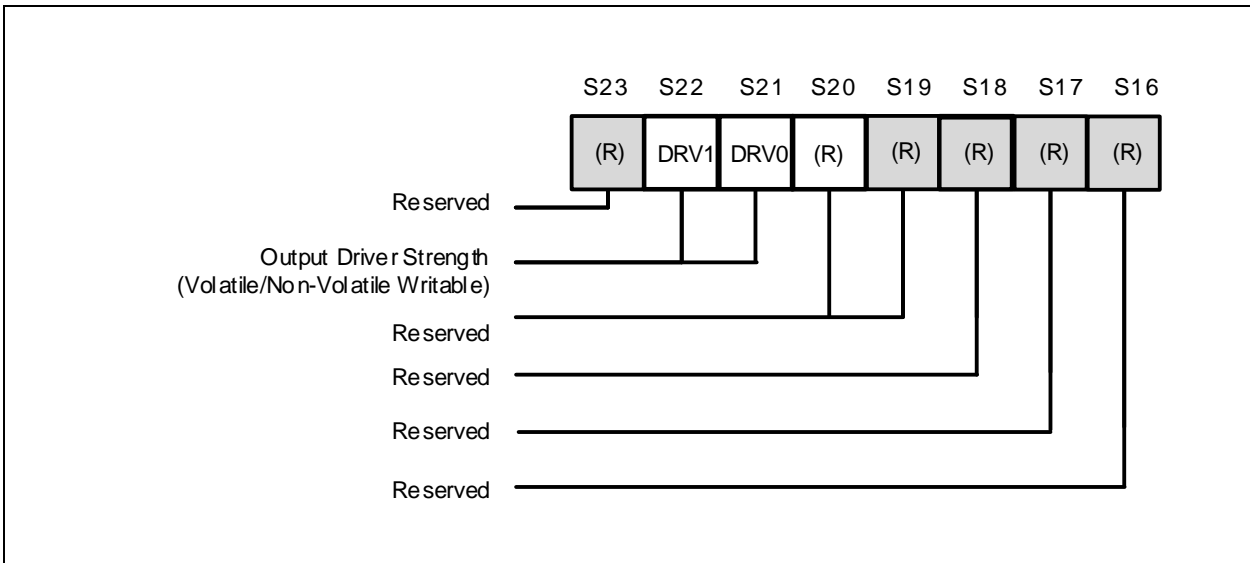 S23 S22 S21 S20 S19 S18 S17 S16
(R) DRV1 DRV0 (R) (R) (R) (R) (R)
Reserved
Output Driver Strength
(Volatile/Non-Volatile Writable)
Reserved
Reserved
Reserved
Reserved